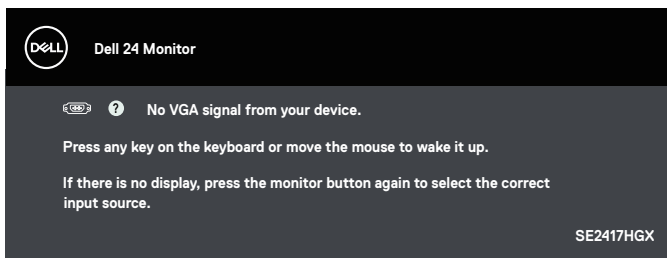 DELL
Dell 24 Monitor
? No VGA signal from your device.
Press any key on the keyboard or move the mouse to wake it up.
If there is no display, press the monitor button again to select the correct
input source.
SE2417HGX